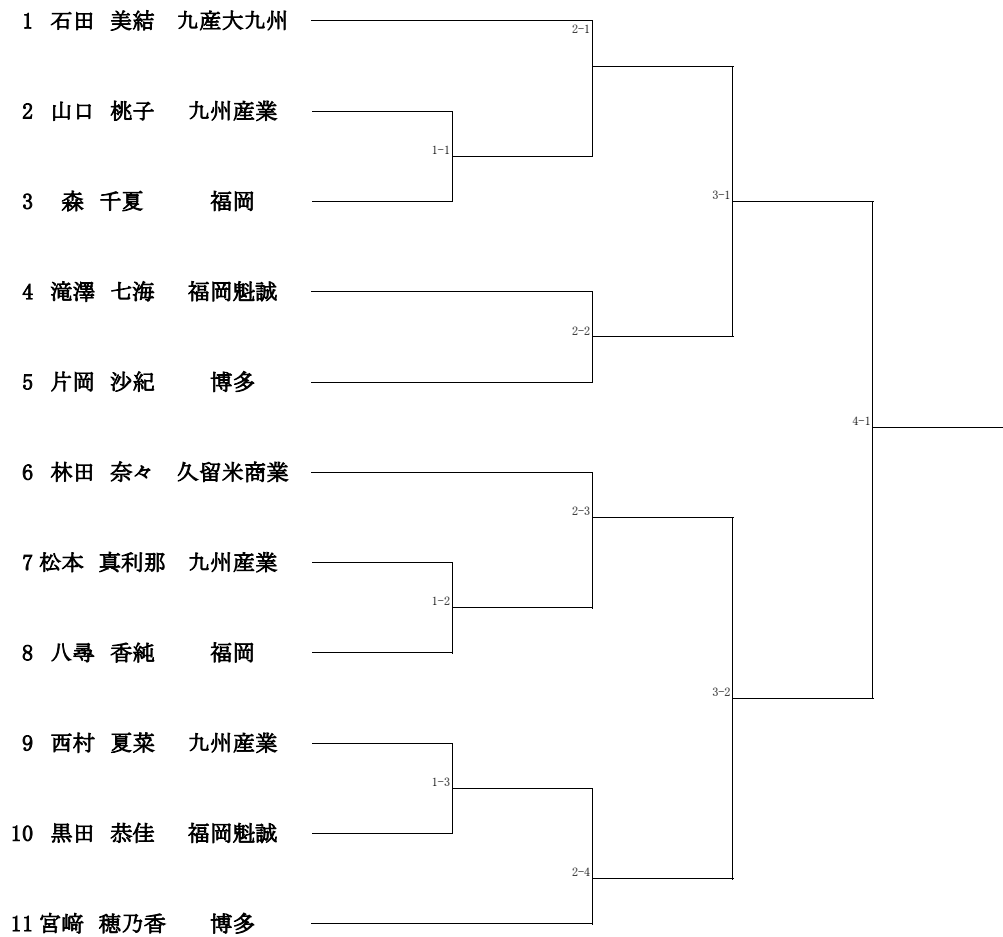 1 石田 美結 九産大九州
2-1
2 山口 桃子 九州産業
1-1
3 森 千夏 福岡
3-1
4 滝澤 七海 福岡魁誠
2-2
5 片岡 沙紀 博多
4-1
6 林田 奈々 久留米商業
2-3
7 松本 真利那 九州産業
1-2
8 八尋 香純 福岡
3-2
9 西村 夏菜 九州産業
1-3
10 黒田 恭佳 福岡魁誠
2-4
11 宮﨑 穂乃香 博多